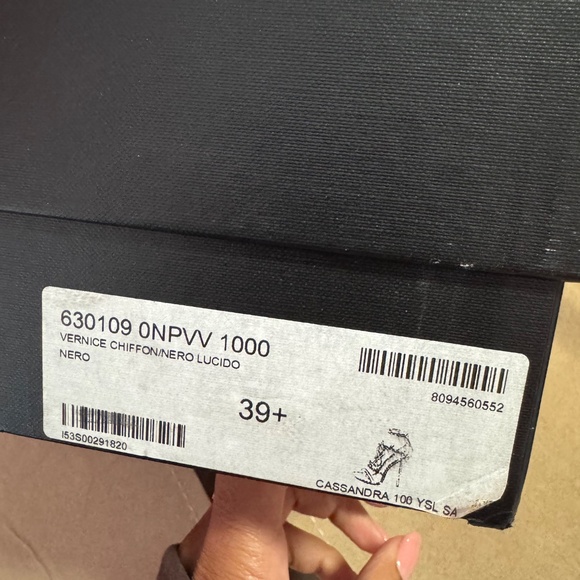 630109 0NPVV 1000
VERNICE CHIFFON/NERO LUCIDO
NERO
8094560552
39+
I53S00291820
CASSANDRA 100 YSL SA